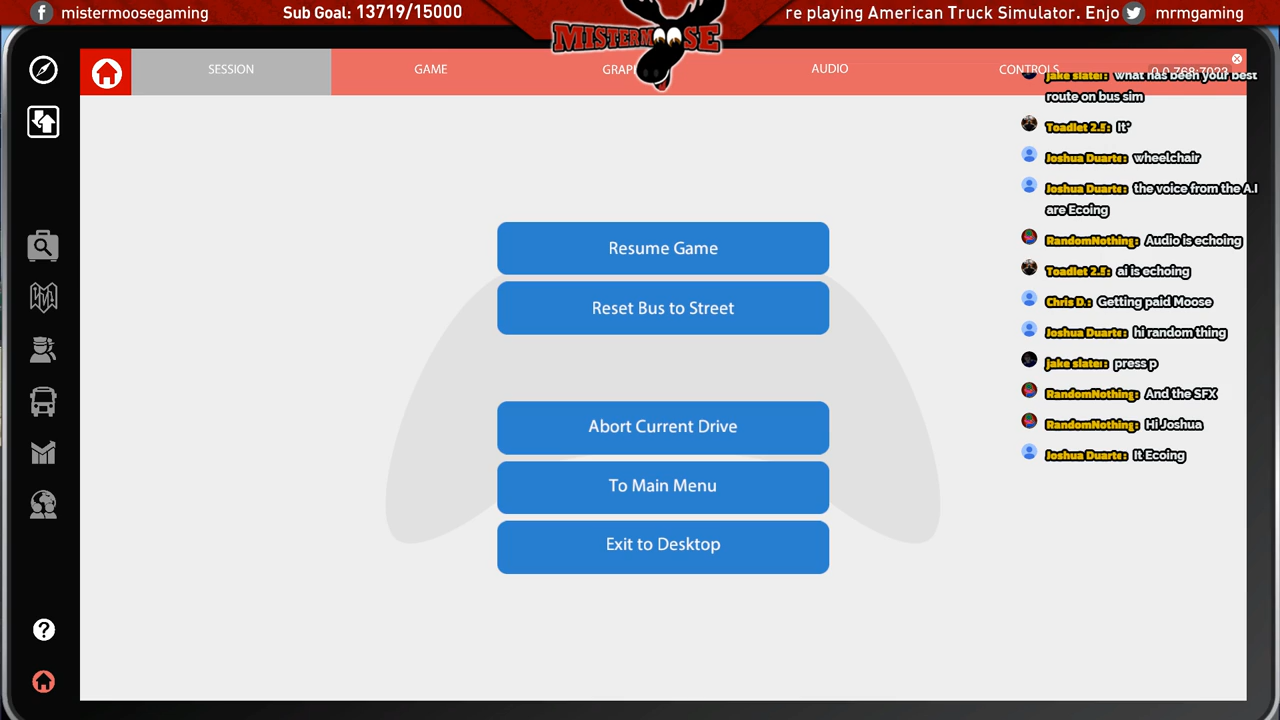 mistermoosegaming
Sub Goal: 13719/15000
MISTERMOOSE
re playing American Truck Simulator. Enjo
mrmgaming
SESSION
GAME
GRAP
AUDIO
CONTROLS
jake slater: what has been your best
route on bus sim
Toadlet 2.5: It*
Joshua Duarte: wheelchair
Joshua Duarte: the voice from the A.I
are Ecoing
RandomNothing: Audio is echoing
Toadlet 2.5: ai is echoing
Chris D.: Getting paid Moose
Joshua Duarte: hi random thing
jake slater: press p
RandomNothing: And the SFX
RandomNothing: Hi Joshua
Joshua Duarte: It Ecoing
Resume Game
Reset Bus to Street
Abort Current Drive
To Main Menu
Exit to Desktop
?